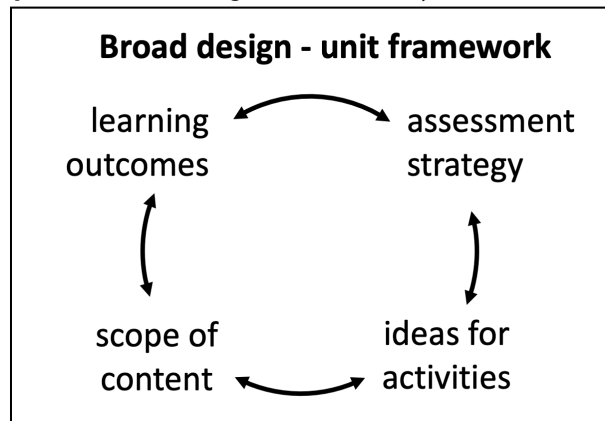 Broad design - unit framework
learning
outcomes
assessment
strategy
scope of
content
ideas for
activities